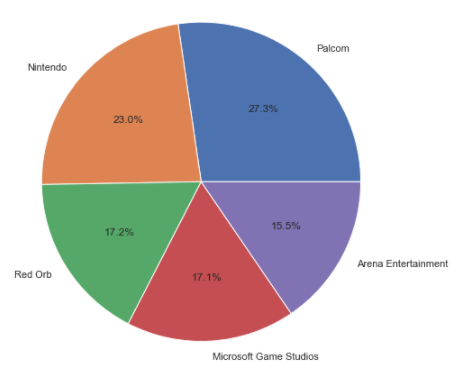 Palcom
Nintendo
27.3%
23.0%
17.2%
15.5%
Arena Entertainment
Red Orb
17.1%
Microsoft Game Studios